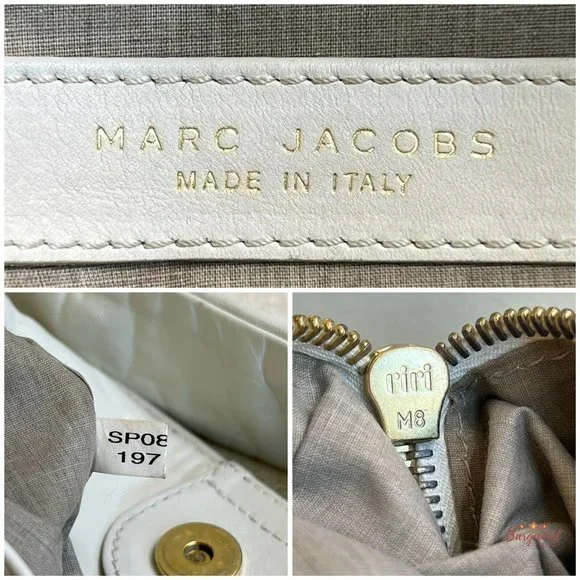 MARC JACOBS
MADE IN ITALY
SP08
197
riri
M8